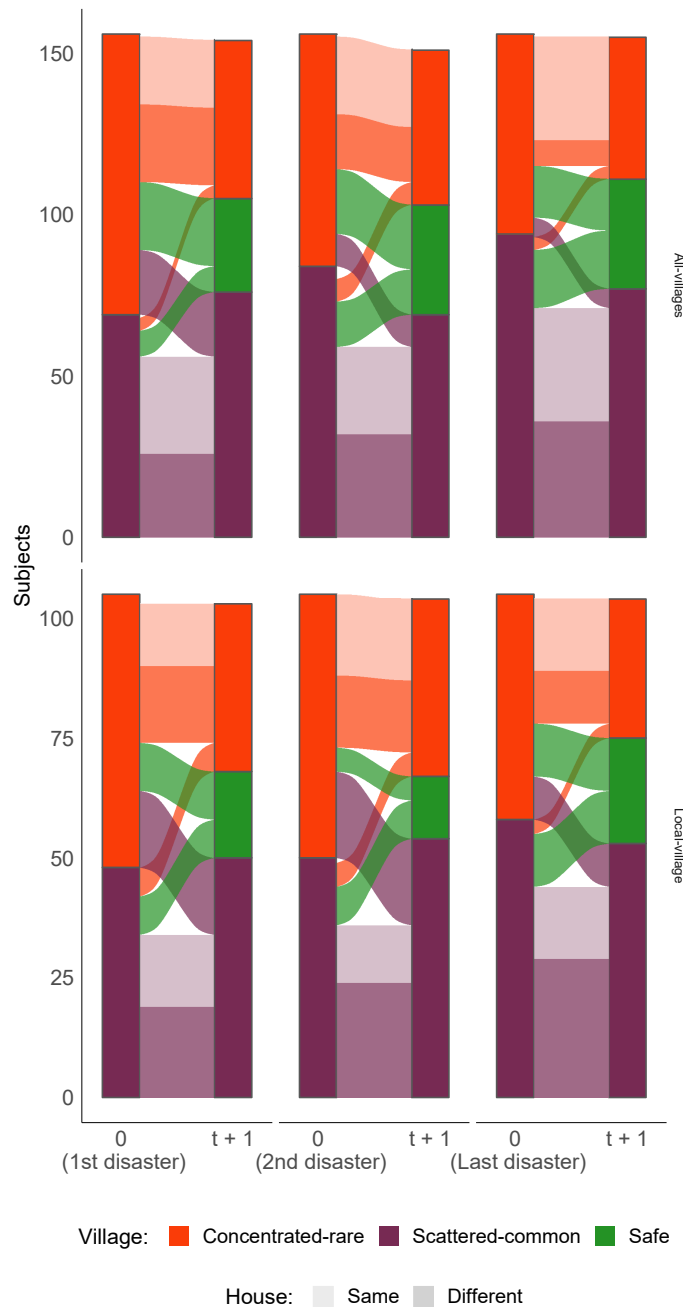 150
100
50
0
All-villages
Subjects
100
75
50
25
0
Local-village
0 t + 1 0 t + 1 0 t + 1
(1st disaster) (2nd disaster) (Last disaster)
Village: Concentrated-rare Scattered-common Safe
House: Same Different